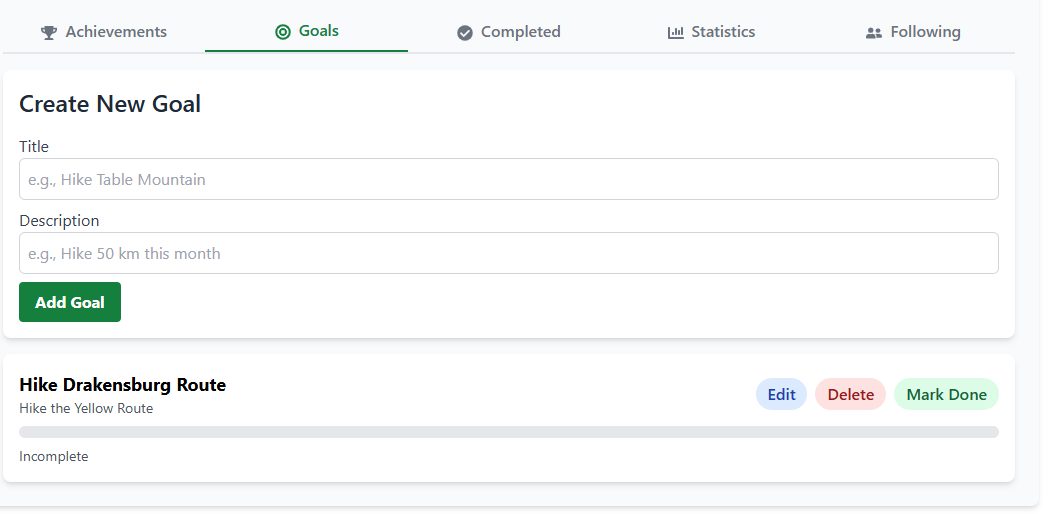 Achievements Goals Completed Statistics Following
Create New Goal
Title
e.g., Hike Table Mountain
Description
e.g., Hike 50 km this month
Add Goal
Hike Drakensburg Route
Edit Delete Mark Done
Hike the Yellow Route
Incomplete